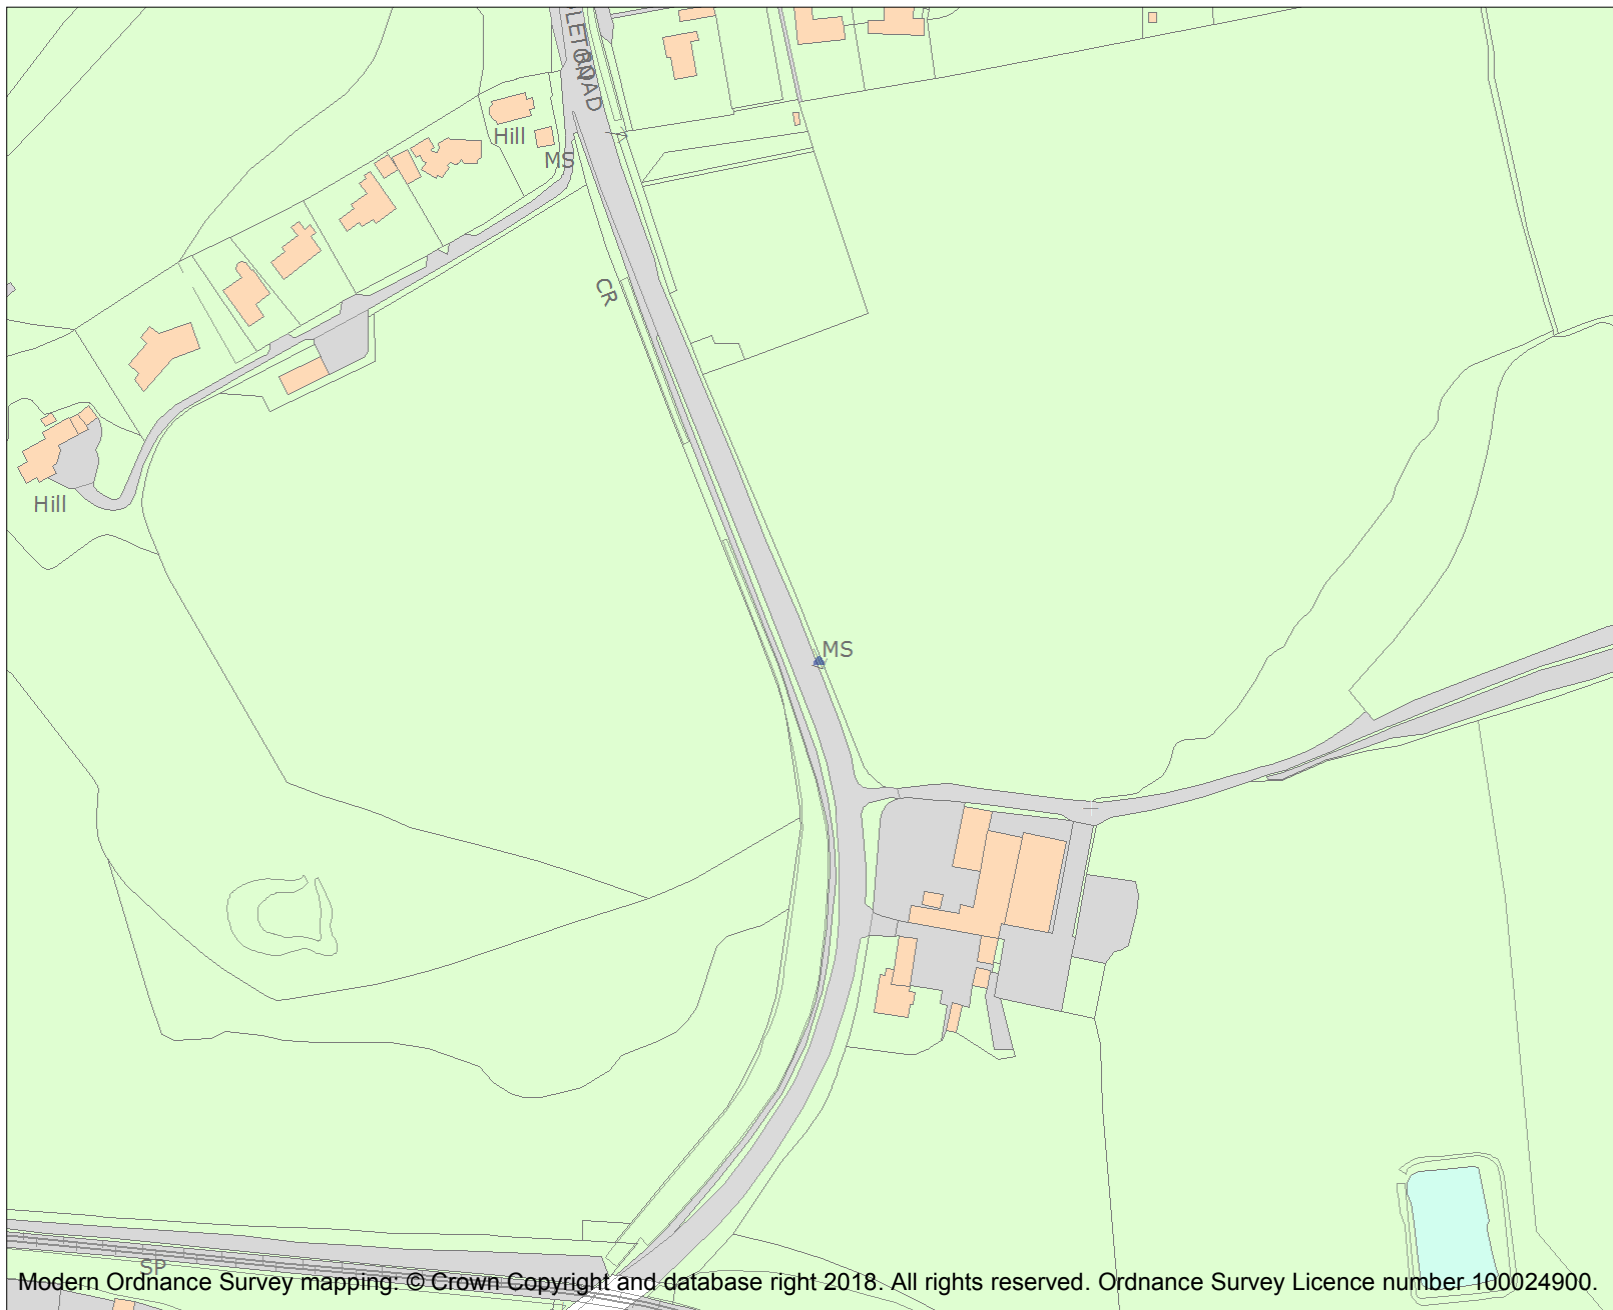 ROAD
Hill
MS
CR
Hill
MS
SP
Modern Ordnance Survey mapping: © Crown Copyright and database right 2018. All rights reserved. Ordnance Survey Licence number 100024900.